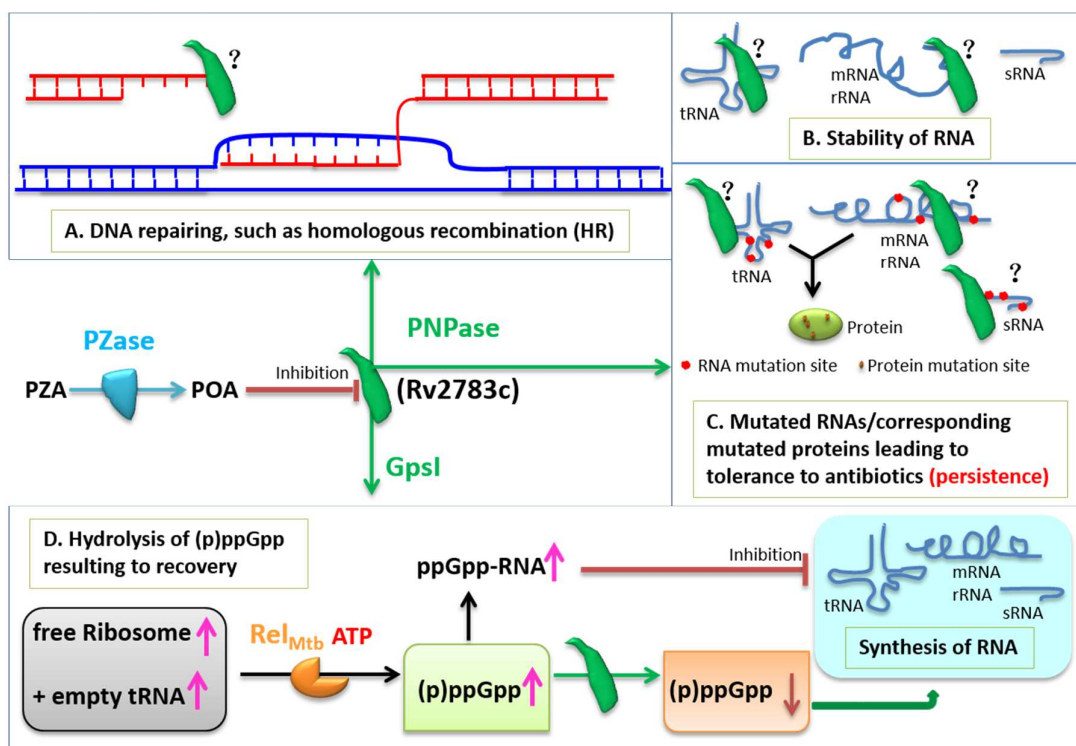 ?
A. DNA repairing, such as homologous recombination (HR)
?
?
tRNA
mRNA
rRNA
sRNA
B. Stability of RNA
?
?
tRNA
mRNA
rRNA
?
sRNA
Protein
RNA mutation site
Protein mutation site
C. Mutated RNAs/corresponding
mutated proteins leading to
tolerance to antibiotics (persistence)
PZase
PZA
POA
Inhibition
PNPase
(Rv2783c)
GpsI
D. Hydrolysis of (p)ppGpp
resulting to recovery
free Ribosome
+ empty tRNA
RelMtb ATP
ppGpp-RNA
(p)ppGpp
(p)ppGpp
Inhibition
tRNA
mRNA
rRNA
sRNA
Synthesis of RNA